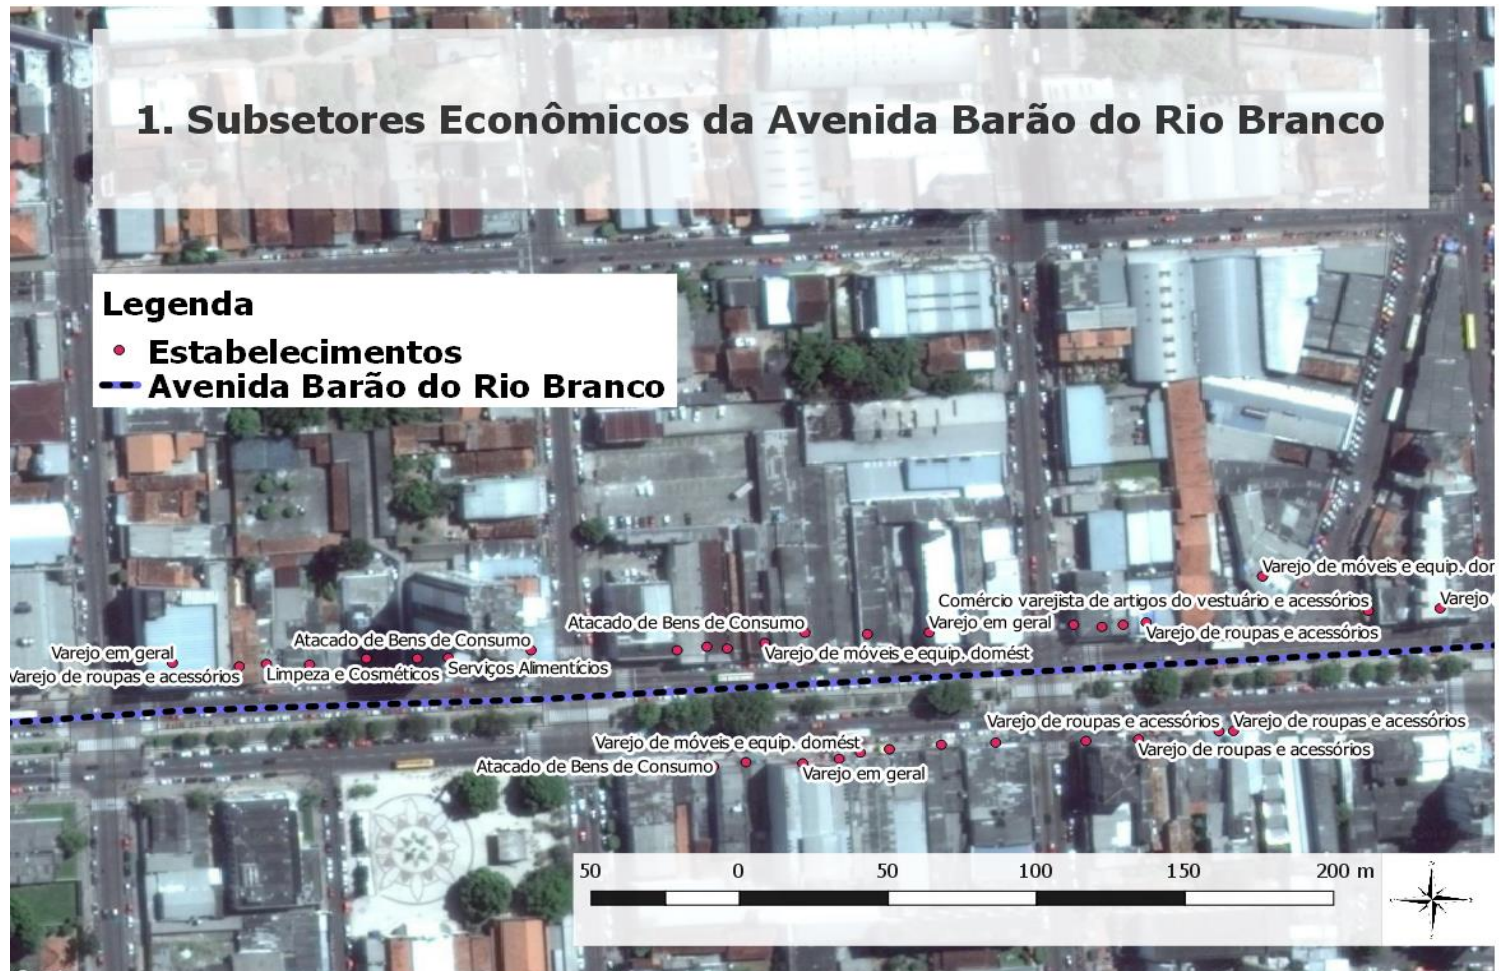 1. Subsetores Econômicos da Avenida Barão do Rio Branco
Legenda
Estabelecimentos
Avenida Barão do Rio Branco
Varejo de móveis e equip. dor
Comércio varejista de artigos do vestuário e acessórios
Varejo
Atacado de Bens de Consumo
Varejo em geral
Varejo de roupas e acessórios
Atacado de Bens de Consumo
Varejo em geral
Varejo de móveis e equip. domést
Serviços Alimentícios
Varejo de roupas e acessórios
Limpeza e Cosméticos
Varejo de roupas e acessórios
Varejo de roupas e acessórios
Varejo de móveis e equip. domést
Varejo de roupas e acessórios
Atacado de Bens de Consumo
Varejo em geral
50 0 50 100 150 200 m